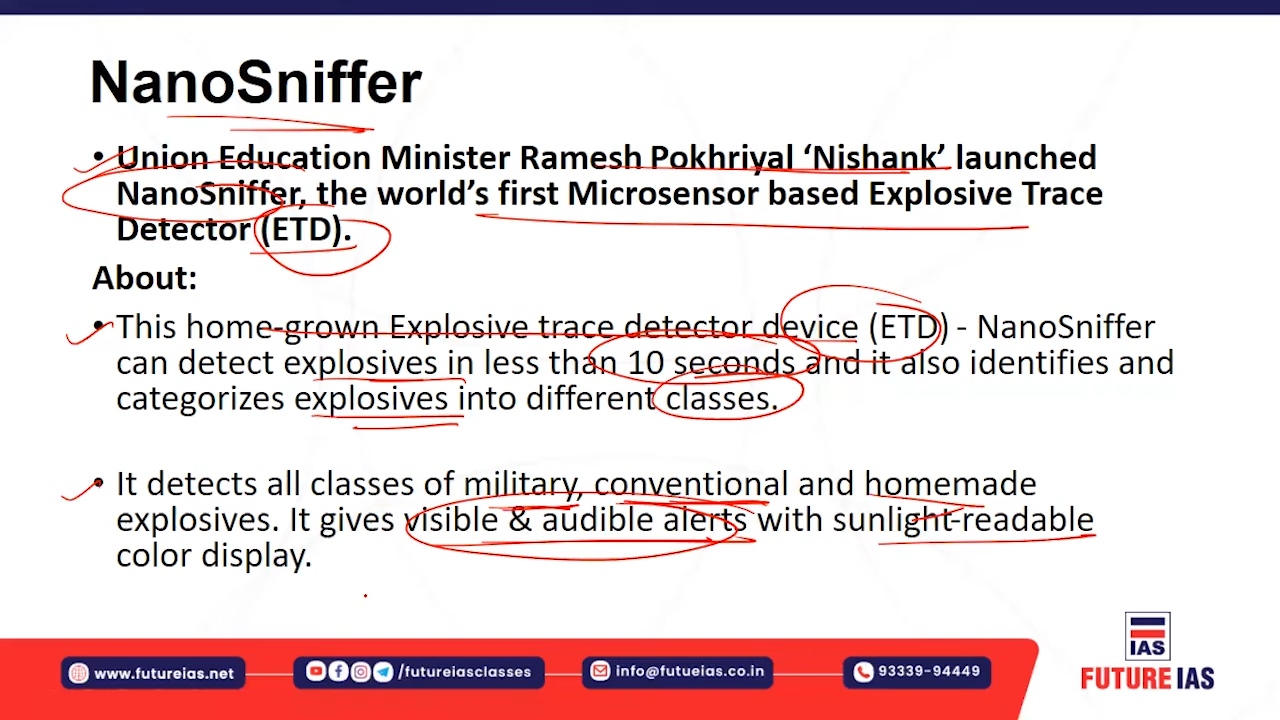 NanoSniffer
• Union Education Minister Ramesh Pokhriyal ‘Nishank’ launched
NanoSniffer, the world’s first Microsensor based Explosive Trace
Detector (ETD).
About:
• This home-grown Explosive trace detector device (ETD) - NanoSniffer
can detect explosives in less than 10 seconds and it also identifies and
categorizes explosives into different classes.
• It detects all classes of military, conventional and homemade
explosives. It gives visible & audible alerts with sunlight-readable
color display.
www.futureias.net
/futureiasclasses
info@futueias.co.in
93339-94449
IAS
FUTURE IAS